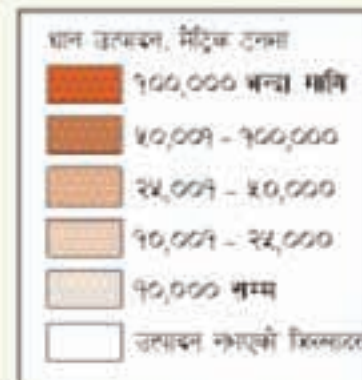 धान उत्पादन, मेट्रिक टनमा
१००,००० भन्दा माथि
५०,००१ - १००,०००
२५,००१ - ५०,०००
१०,००१ - २५,०००
१०,००० सम्म
उत्पादन नभएको